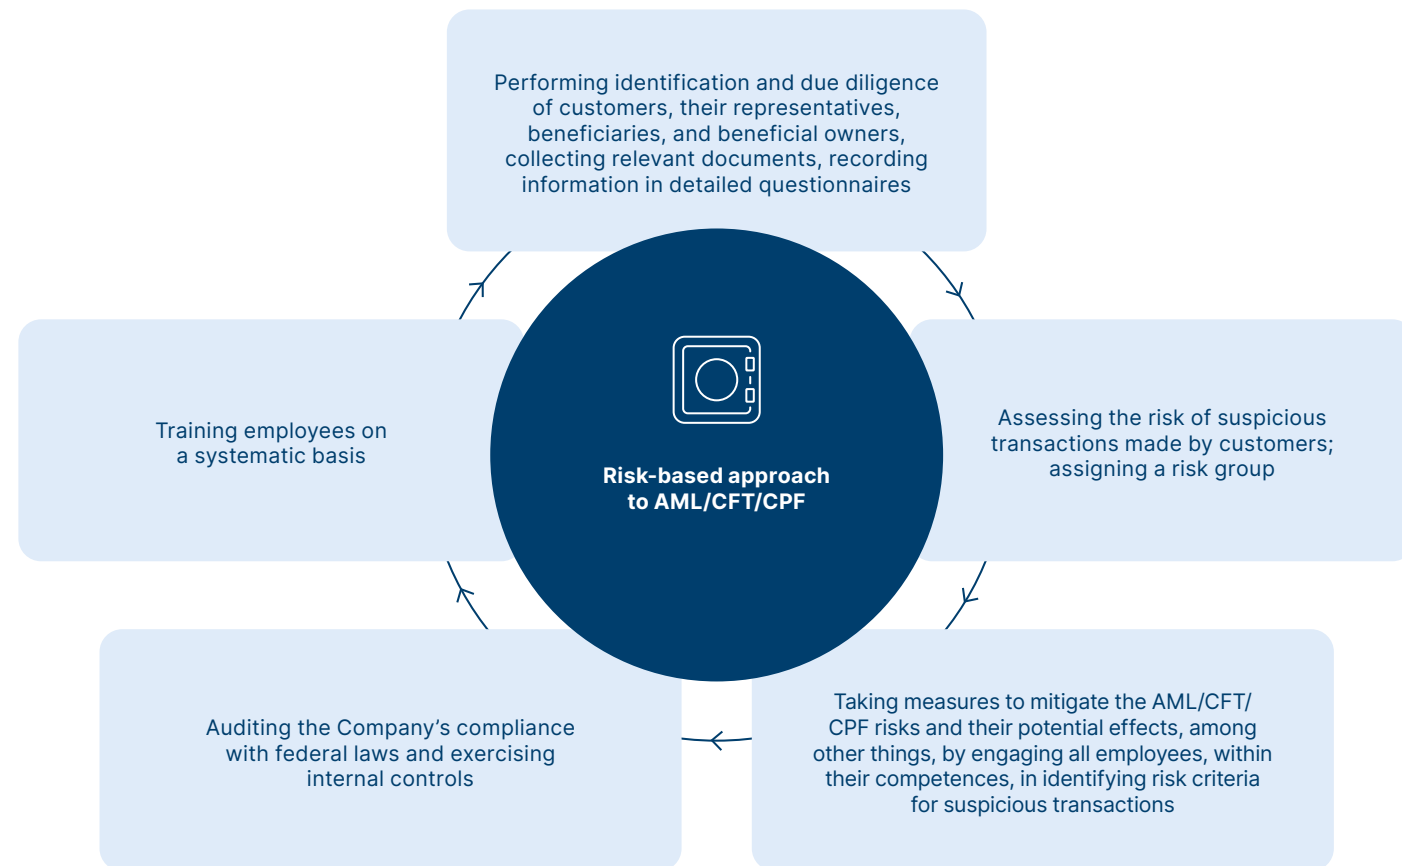 Performing identification and due diligence
of customers, their representatives,
beneficiaries, and beneficial owners,
collecting relevant documents, recording
information in detailed questionnaires
Training employees on
a systematic basis
Risk-based approach
to AML/CFT/CPF
Assessing the risk of suspicious
transactions made by customers;
assigning a risk group
Auditing the Company’s compliance
with federal laws and exercising
internal controls
Taking measures to mitigate the AML/CFT/
CPF risks and their potential effects, among
other things, by engaging all employees, within
their competences, in identifying risk criteria
for suspicious transactions